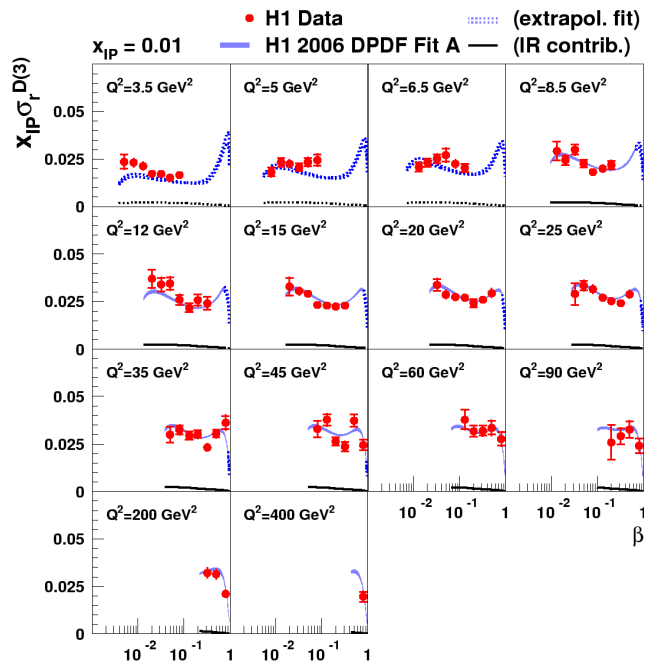 H1 Data
(extrapol. fit)
x_IP = 0.01
H1 2006 DPDF Fit A
(IR contrib.)
x_IP σ_r^D(3)
Q²=3.5 GeV²
Q²=5 GeV²
Q²=6.5 GeV²
Q²=8.5 GeV²
0.05
0.025
0
Q²=12 GeV²
Q²=15 GeV²
Q²=20 GeV²
Q²=25 GeV²
0.05
0.025
0
Q²=35 GeV²
Q²=45 GeV²
Q²=60 GeV²
Q²=90 GeV²
0.05
0.025
0
10⁻² 10⁻¹ 1
10⁻² 10⁻¹ 1
β
Q²=200 GeV²
Q²=400 GeV²
0.05
0.025
0
10⁻² 10⁻¹ 1
10⁻² 10⁻¹ 1